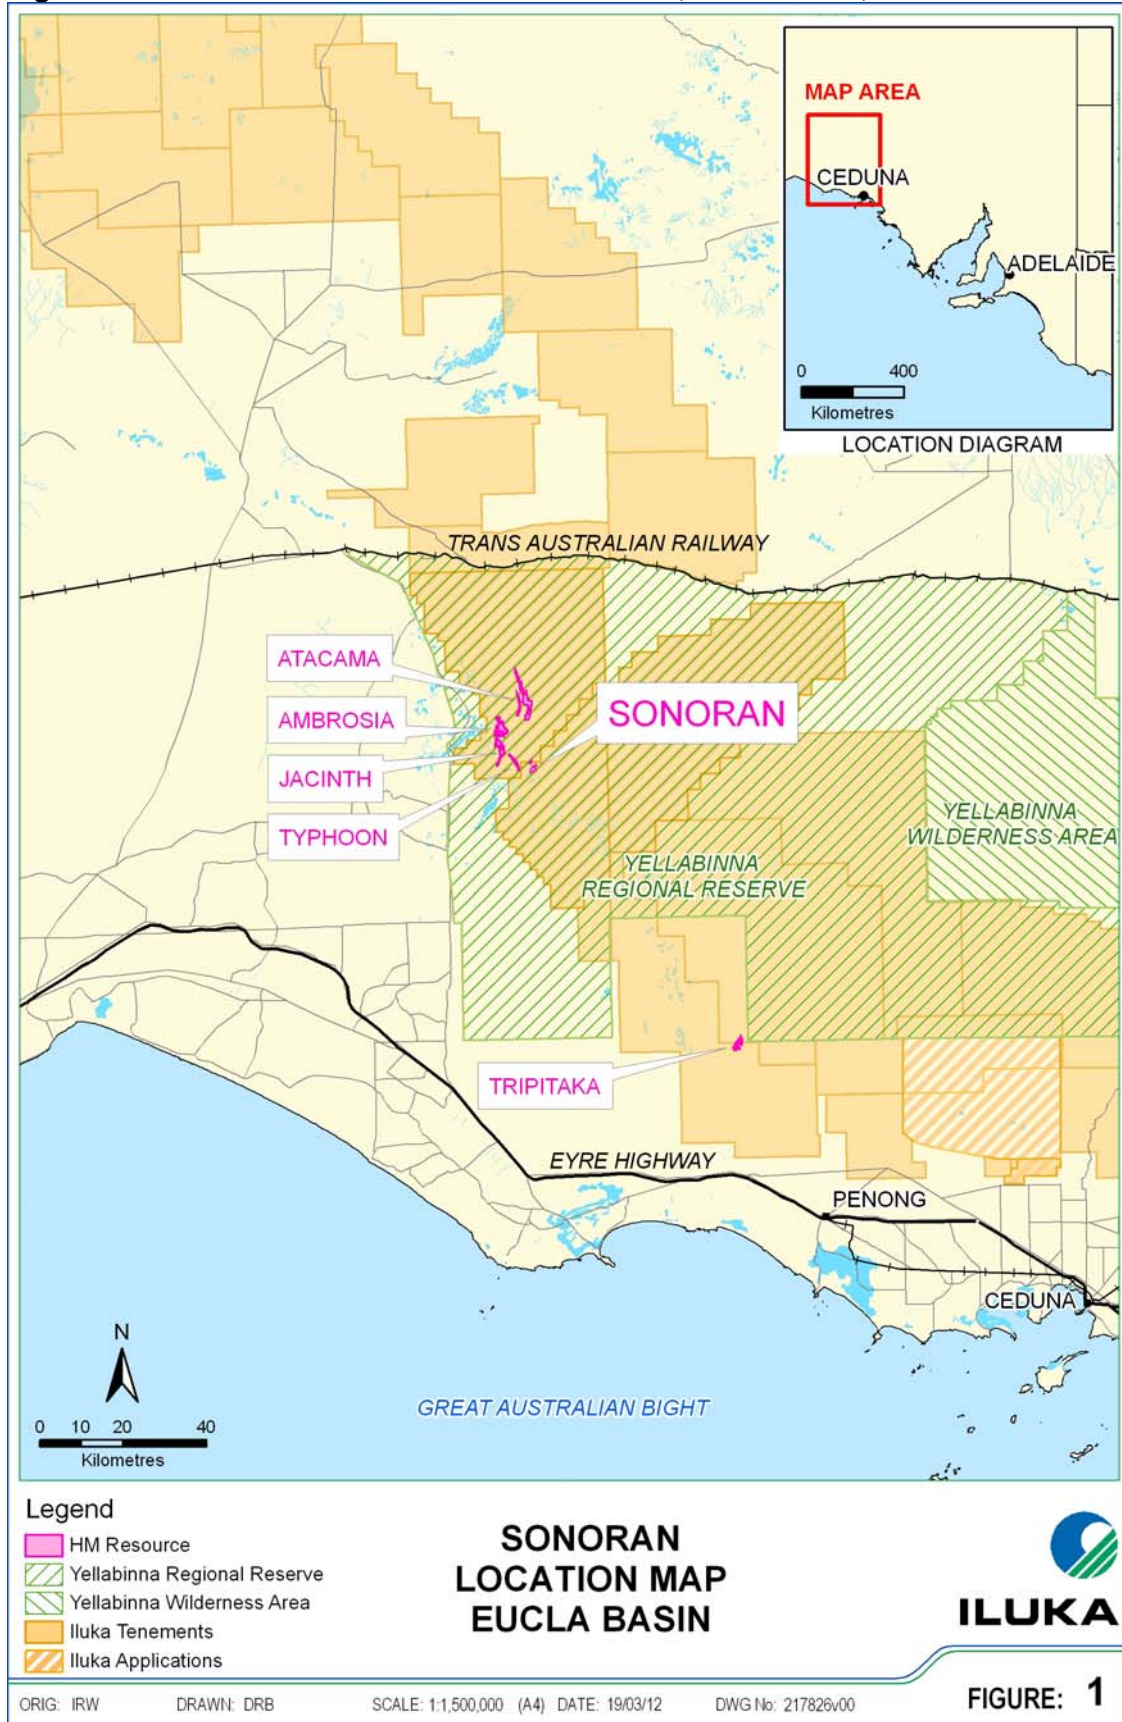 MAP AREA
CEDUNA
ADELAIDE
0 400
Kilometres
LOCATION DIAGRAM
TRANS AUSTRALIAN RAILWAY
ATACAMA
AMBROSIA
JACINTH
TYPHOON
SONORAN
YELLABINNA
WILDERNESS AREA
YELLABINNA
REGIONAL RESERVE
TRIPITAKA
EYRE HIGHWAY
PENONG
CEDUNA
N
0 10 20 40
Kilometres
GREAT AUSTRALIAN BIGHT
Legend
HM Resource
Yellabinna Regional Reserve
Yellabinna Wilderness Area
Iluka Tenements
Iluka Applications
SONORAN
LOCATION MAP
EUCLA BASIN
ILUKA
ORIG: IRW DRAWN: DRB SCALE: 1:1,500,000 (A4) DATE: 19/03/12 DWG No: 217826v00
FIGURE: 1